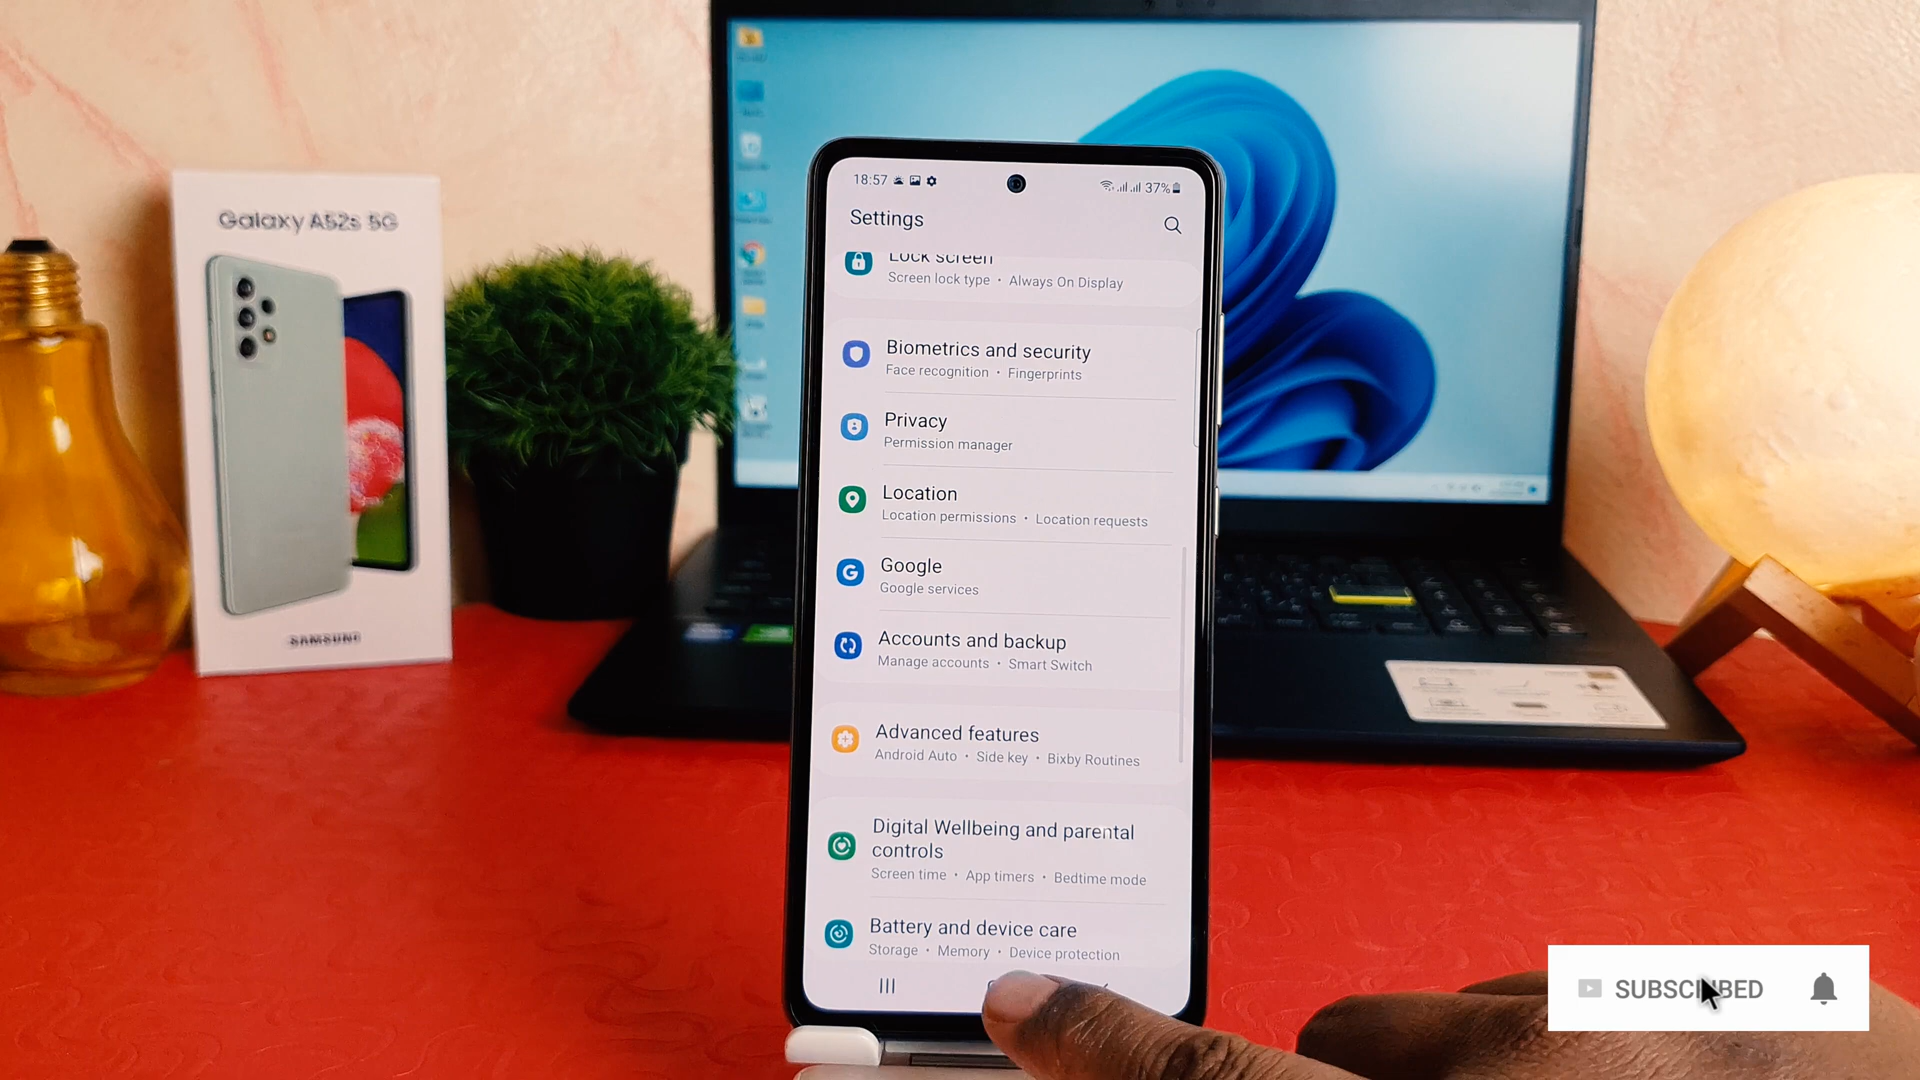 Galaxy A52s 5G
SAMSUNG
18:57
37%
Settings
Lock screen
Screen lock type • Always On Display
Biometrics and security
Face recognition • Fingerprints
Privacy
Permission manager
Location
Location permissions • Location requests
Google
Google services
Accounts and backup
Manage accounts • Smart Switch
Advanced features
Android Auto • Side key • Bixby Routines
Digital Wellbeing and parental
controls
Screen time • App timers • Bedtime mode
Battery and device care
Storage • Memory • Device protection
SUBSCRIBED